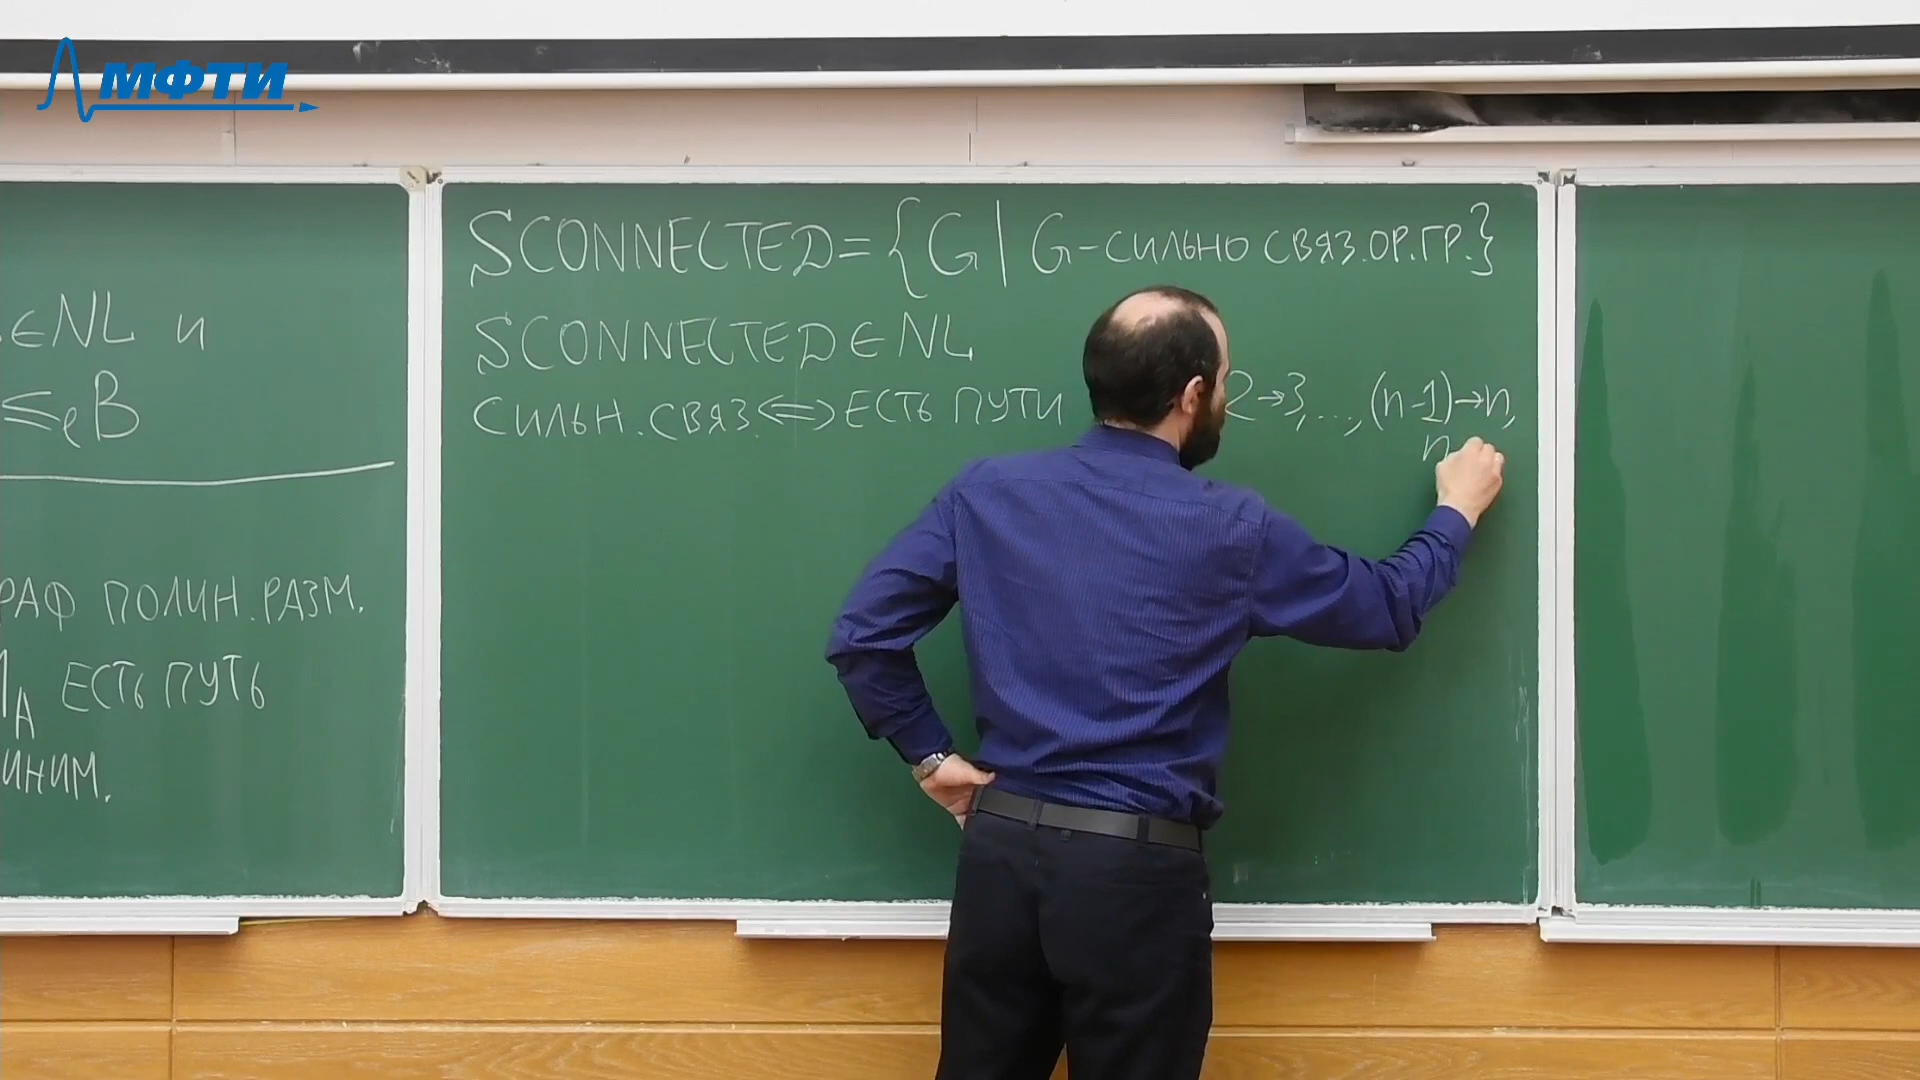 МФТИ
∈NL и
≤ₑB
РАФ ПОЛИН.РАЗМ.
A ЕСТЬ ПУТЬ
ИНИМ.
SCONNECTED={G | G-СИЛЬНО СВЯЗ.ОР.ГР.}
SCONNECTED∈NL
СИЛЬН.СВЯЗ.⟺ЕСТЬ ПУТИ 2→3,...,(n-1)→n,
n